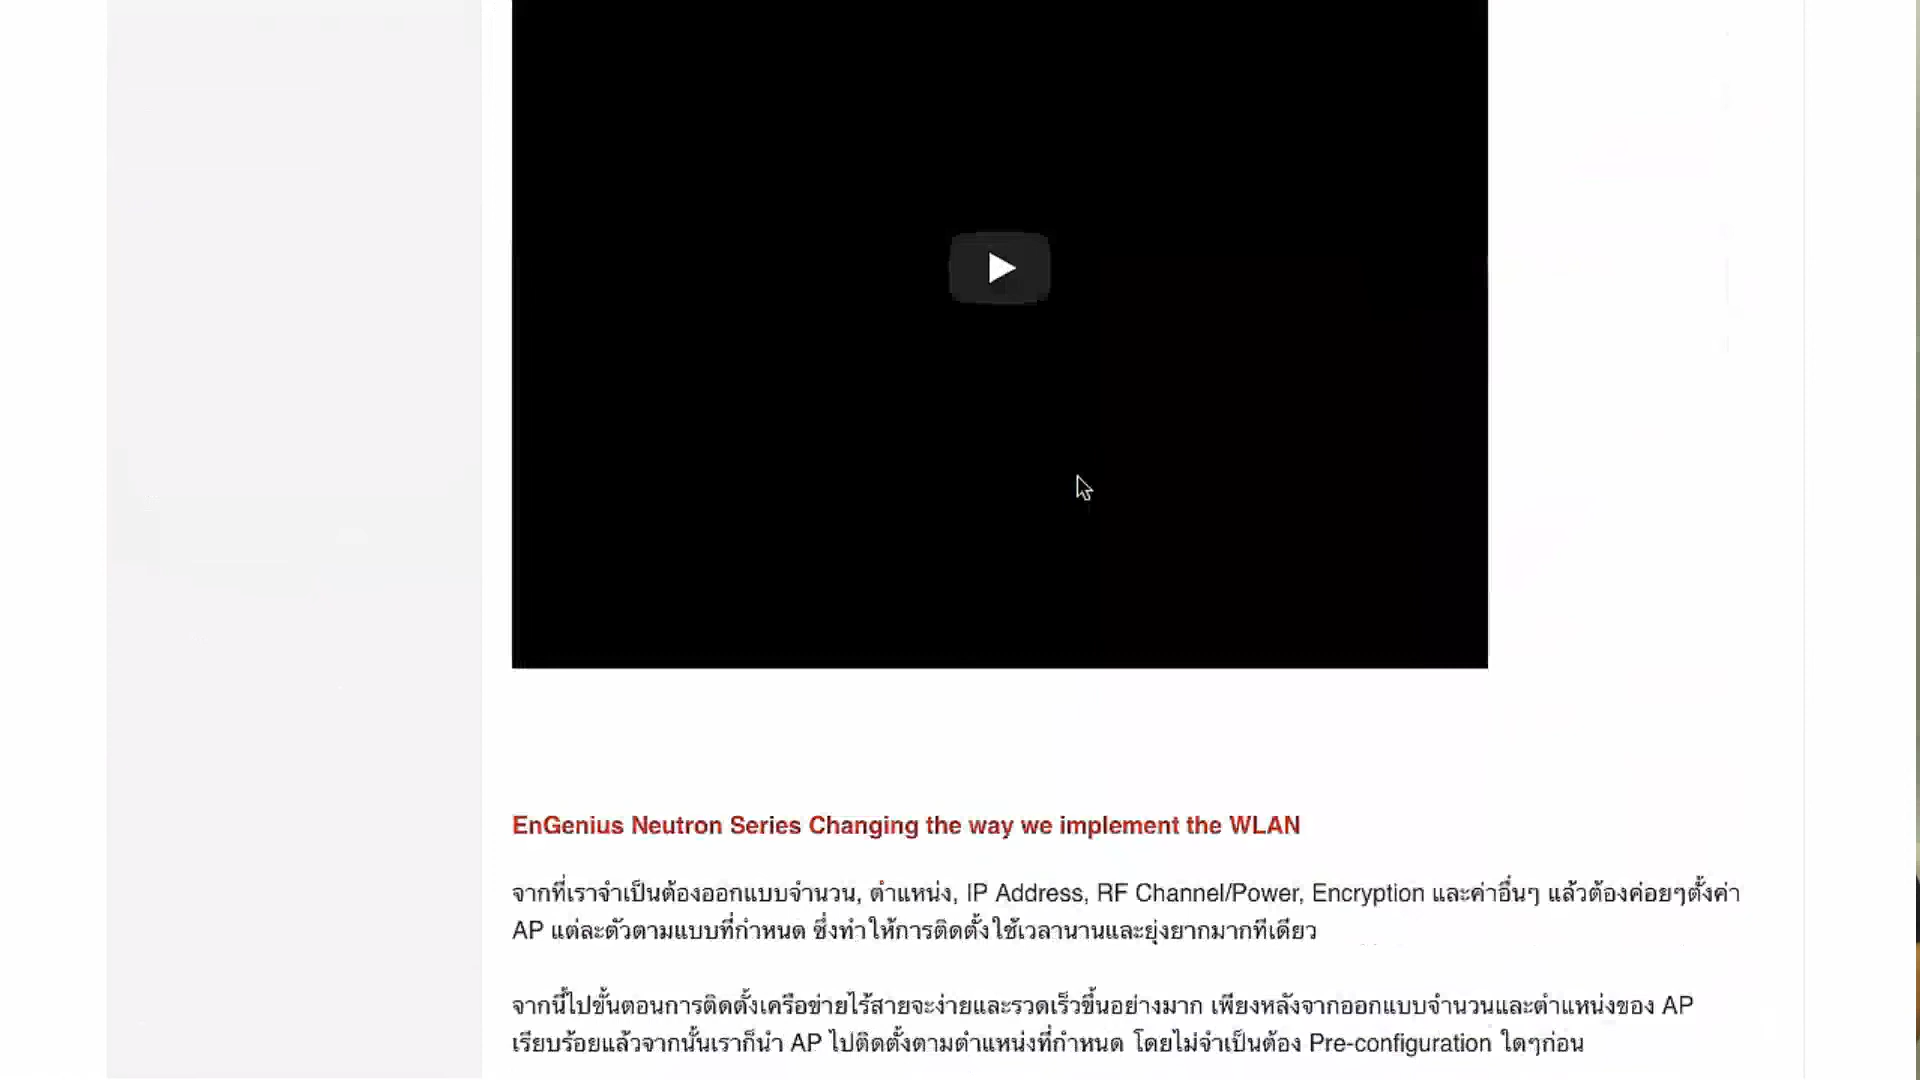 EnGenius Neutron Series Changing the way we implement the WLAN
จากที่เราจำเป็นต้องออกแบบจำนวน, ตำแหน่ง, IP Address, RF Channel/Power, Encryption และค่าอื่นๆ แล้วต้องค่อยๆตั้งค่า
AP แต่ละตัวตามแบบที่กำหนด ซึ่งทำให้การติดตั้งใช้เวลานานและยุ่งยากมากทีเดียว
จากนี้ไปขั้นตอนการติดตั้งเครือข่ายไร้สายจะง่ายและรวดเร็วขึ้นอย่างมาก เพียงหลังจากออกแบบจำนวนและตำแหน่งของ AP
เรียบร้อยแล้วจากนั้นเราก็นำ AP ไปติดตั้งตามตำแหน่งที่กำหนด โดยไม่จำเป็นต้อง Pre-configuration ใดๆก่อน